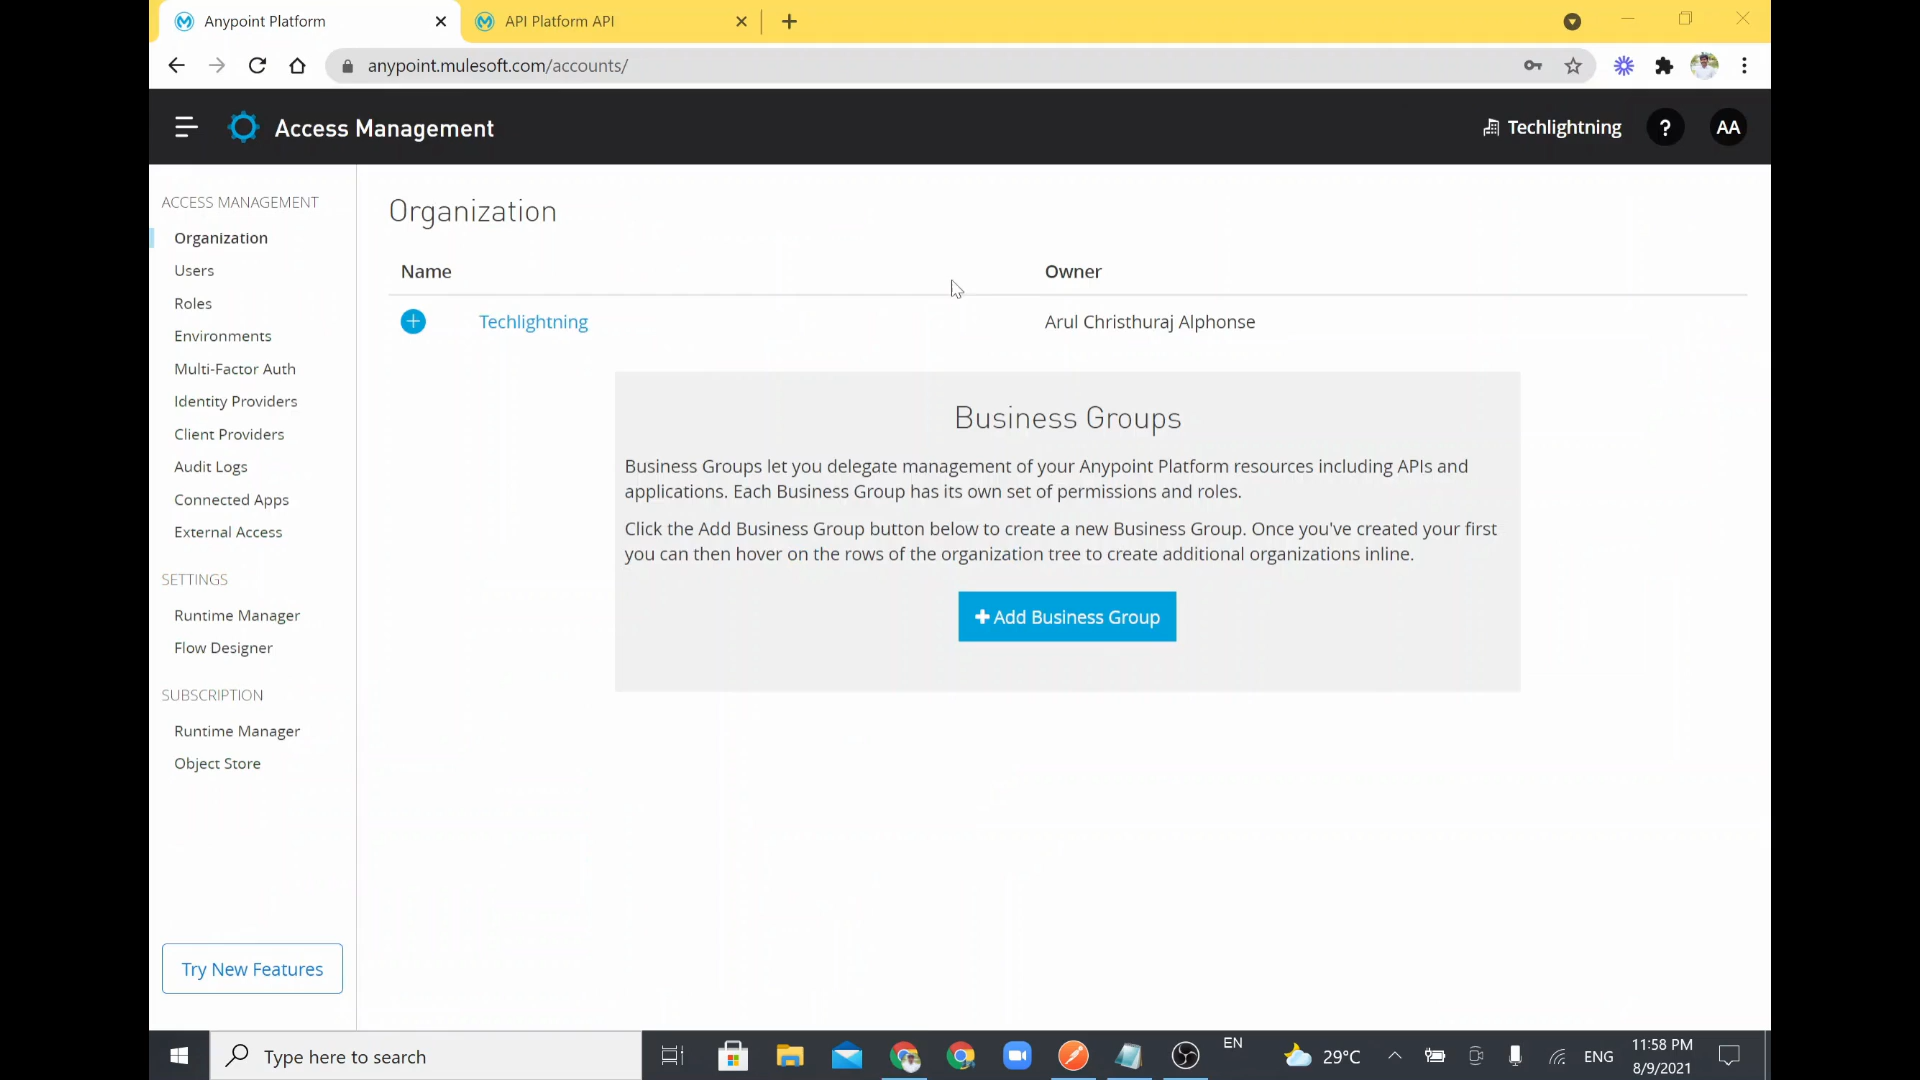 Anypoint Platform
API Platform API
anypoint.mulesoft.com/accounts/
Access Management
Techlightning
?
AA
ACCESS MANAGEMENT
Organization
Users
Roles
Environments
Multi-Factor Auth
Identity Providers
Client Providers
Audit Logs
Connected Apps
External Access
SETTINGS
Runtime Manager
Flow Designer
SUBSCRIPTION
Runtime Manager
Object Store
Try New Features
Organization
Name Owner
Techlightning Arul Christhuraj Alphonse
Business Groups
Business Groups let you delegate management of your Anypoint Platform resources including APIs and
applications. Each Business Group has its own set of permissions and roles.
Click the Add Business Group button below to create a new Business Group. Once you've created your first
you can then hover on the rows of the organization tree to create additional organizations inline.
Add Business Group
Type here to search
EN
29°C
ENG
11:58 PM
8/9/2021